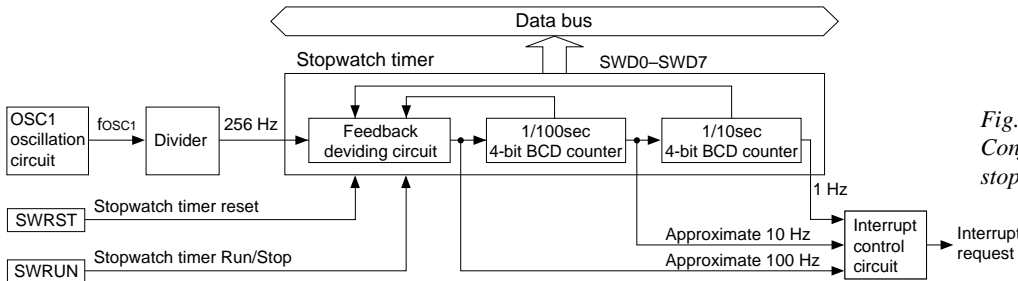 Data bus
Stopwatch timer
SWD0–SWD7
OSC1
oscillation
circuit
fOSC1
Divider
256 Hz
Feedback
deviding circuit
1/100sec
4-bit BCD counter
1/10sec
4-bit BCD counter
Fig.
stop
1 Hz
SWRST
Stopwatch timer reset
SWRUN
Stopwatch timer Run/Stop
Approximate 10 Hz
Approximate 100 Hz
Interrupt
control
circuit
Interrupt
request